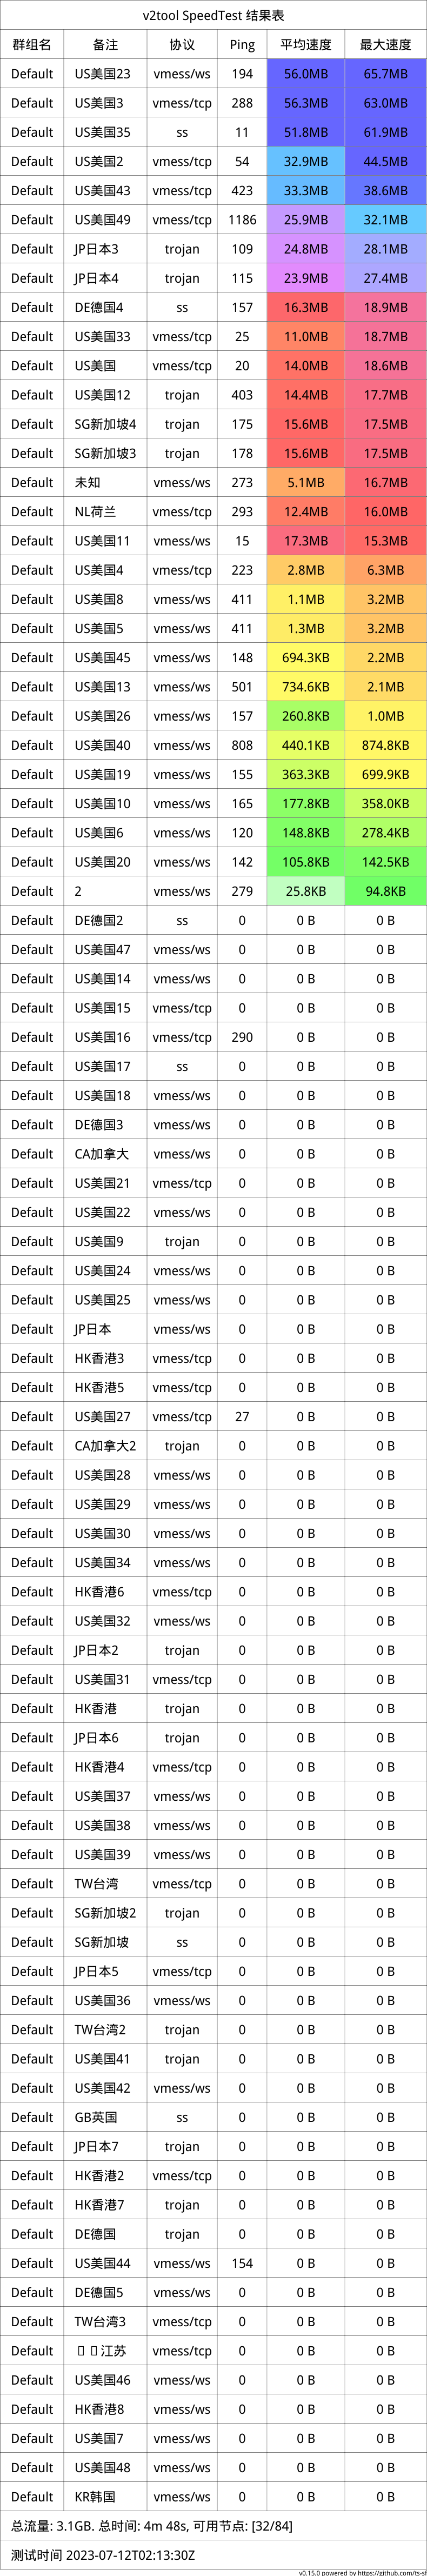 v2tool SpeedTest 结果表
群组名 备注 协议 Ping 平均速度 最大速度
Default US美国23 vmess/ws 194 56.0MB 65.7MB
Default US美国3 vmess/tcp 288 56.3MB 63.0MB
Default US美国35 ss 11 51.8MB 61.9MB
Default US美国2 vmess/tcp 54 32.9MB 44.5MB
Default US美国43 vmess/tcp 423 33.3MB 38.6MB
Default US美国49 vmess/tcp 1186 25.9MB 32.1MB
Default JP日本3 trojan 109 24.8MB 28.1MB
Default JP日本4 trojan 115 23.9MB 27.4MB
Default DE德国4 ss 157 16.3MB 18.9MB
Default US美国33 vmess/tcp 25 11.0MB 18.7MB
Default US美国 vmess/tcp 20 14.0MB 18.6MB
Default US美国12 trojan 403 14.4MB 17.7MB
Default SG新加坡4 trojan 175 15.6MB 17.5MB
Default SG新加坡3 trojan 178 15.6MB 17.5MB
Default 未知 vmess/ws 273 5.1MB 16.7MB
Default NL荷兰 vmess/tcp 293 12.4MB 16.0MB
Default US美国11 vmess/ws 15 17.3MB 15.3MB
Default US美国4 vmess/tcp 223 2.8MB 6.3MB
Default US美国8 vmess/ws 411 1.1MB 3.2MB
Default US美国5 vmess/ws 411 1.3MB 3.2MB
Default US美国45 vmess/ws 148 694.3KB 2.2MB
Default US美国13 vmess/ws 501 734.6KB 2.1MB
Default US美国26 vmess/ws 157 260.8KB 1.0MB
Default US美国40 vmess/ws 808 440.1KB 874.8KB
Default US美国19 vmess/ws 155 363.3KB 699.9KB
Default US美国10 vmess/ws 165 177.8KB 358.0KB
Default US美国6 vmess/ws 120 148.8KB 278.4KB
Default US美国20 vmess/ws 142 105.8KB 142.5KB
Default 2 vmess/ws 279 25.8KB 94.8KB
Default DE德国2 ss 0 0 B 0 B
Default US美国47 vmess/ws 0 0 B 0 B
Default US美国14 vmess/ws 0 0 B 0 B
Default US美国15 vmess/tcp 0 0 B 0 B
Default US美国16 vmess/tcp 290 0 B 0 B
Default US美国17 ss 0 0 B 0 B
Default US美国18 vmess/ws 0 0 B 0 B
Default DE德国3 vmess/ws 0 0 B 0 B
Default CA加拿大 vmess/ws 0 0 B 0 B
Default US美国21 vmess/tcp 0 0 B 0 B
Default US美国22 vmess/ws 0 0 B 0 B
Default US美国9 trojan 0 0 B 0 B
Default US美国24 vmess/ws 0 0 B 0 B
Default US美国25 vmess/ws 0 0 B 0 B
Default JP日本 vmess/ws 0 0 B 0 B
Default HK香港3 vmess/tcp 0 0 B 0 B
Default HK香港5 vmess/tcp 0 0 B 0 B
Default US美国27 vmess/tcp 27 0 B 0 B
Default CA加拿大2 trojan 0 0 B 0 B
Default US美国28 vmess/ws 0 0 B 0 B
Default US美国29 vmess/ws 0 0 B 0 B
Default US美国30 vmess/ws 0 0 B 0 B
Default US美国34 vmess/ws 0 0 B 0 B
Default HK香港6 vmess/tcp 0 0 B 0 B
Default US美国32 vmess/ws 0 0 B 0 B
Default JP日本2 trojan 0 0 B 0 B
Default US美国31 vmess/tcp 0 0 B 0 B
Default HK香港 trojan 0 0 B 0 B
Default JP日本6 trojan 0 0 B 0 B
Default HK香港4 vmess/tcp 0 0 B 0 B
Default US美国37 vmess/ws 0 0 B 0 B
Default US美国38 vmess/ws 0 0 B 0 B
Default US美国39 vmess/ws 0 0 B 0 B
Default TW台湾 vmess/tcp 0 0 B 0 B
Default SG新加坡2 trojan 0 0 B 0 B
Default SG新加坡 ss 0 0 B 0 B
Default JP日本5 vmess/tcp 0 0 B 0 B
Default US美国36 vmess/ws 0 0 B 0 B
Default TW台湾2 trojan 0 0 B 0 B
Default US美国41 trojan 0 0 B 0 B
Default US美国42 vmess/ws 0 0 B 0 B
Default GB英国 ss 0 0 B 0 B
Default JP日本7 trojan 0 0 B 0 B
Default HK香港2 vmess/tcp 0 0 B 0 B
Default HK香港7 trojan 0 0 B 0 B
Default DE德国 trojan 0 0 B 0 B
Default US美国44 vmess/ws 154 0 B 0 B
Default DE德国5 vmess/ws 0 0 B 0 B
Default TW台湾3 vmess/tcp 0 0 B 0 B
Default 江苏 vmess/tcp 0 0 B 0 B
Default US美国46 vmess/ws 0 0 B 0 B
Default HK香港8 vmess/ws 0 0 B 0 B
Default US美国7 vmess/ws 0 0 B 0 B
Default US美国48 vmess/ws 0 0 B 0 B
Default KR韩国 vmess/ws 0 0 B 0 B
总流量: 3.1GB. 总时间: 4m 48s, 可用节点: [32/84]
测试时间 2023-07-12T02:13:30Z
v0.15.0 powered by https://github.com/ts-sf